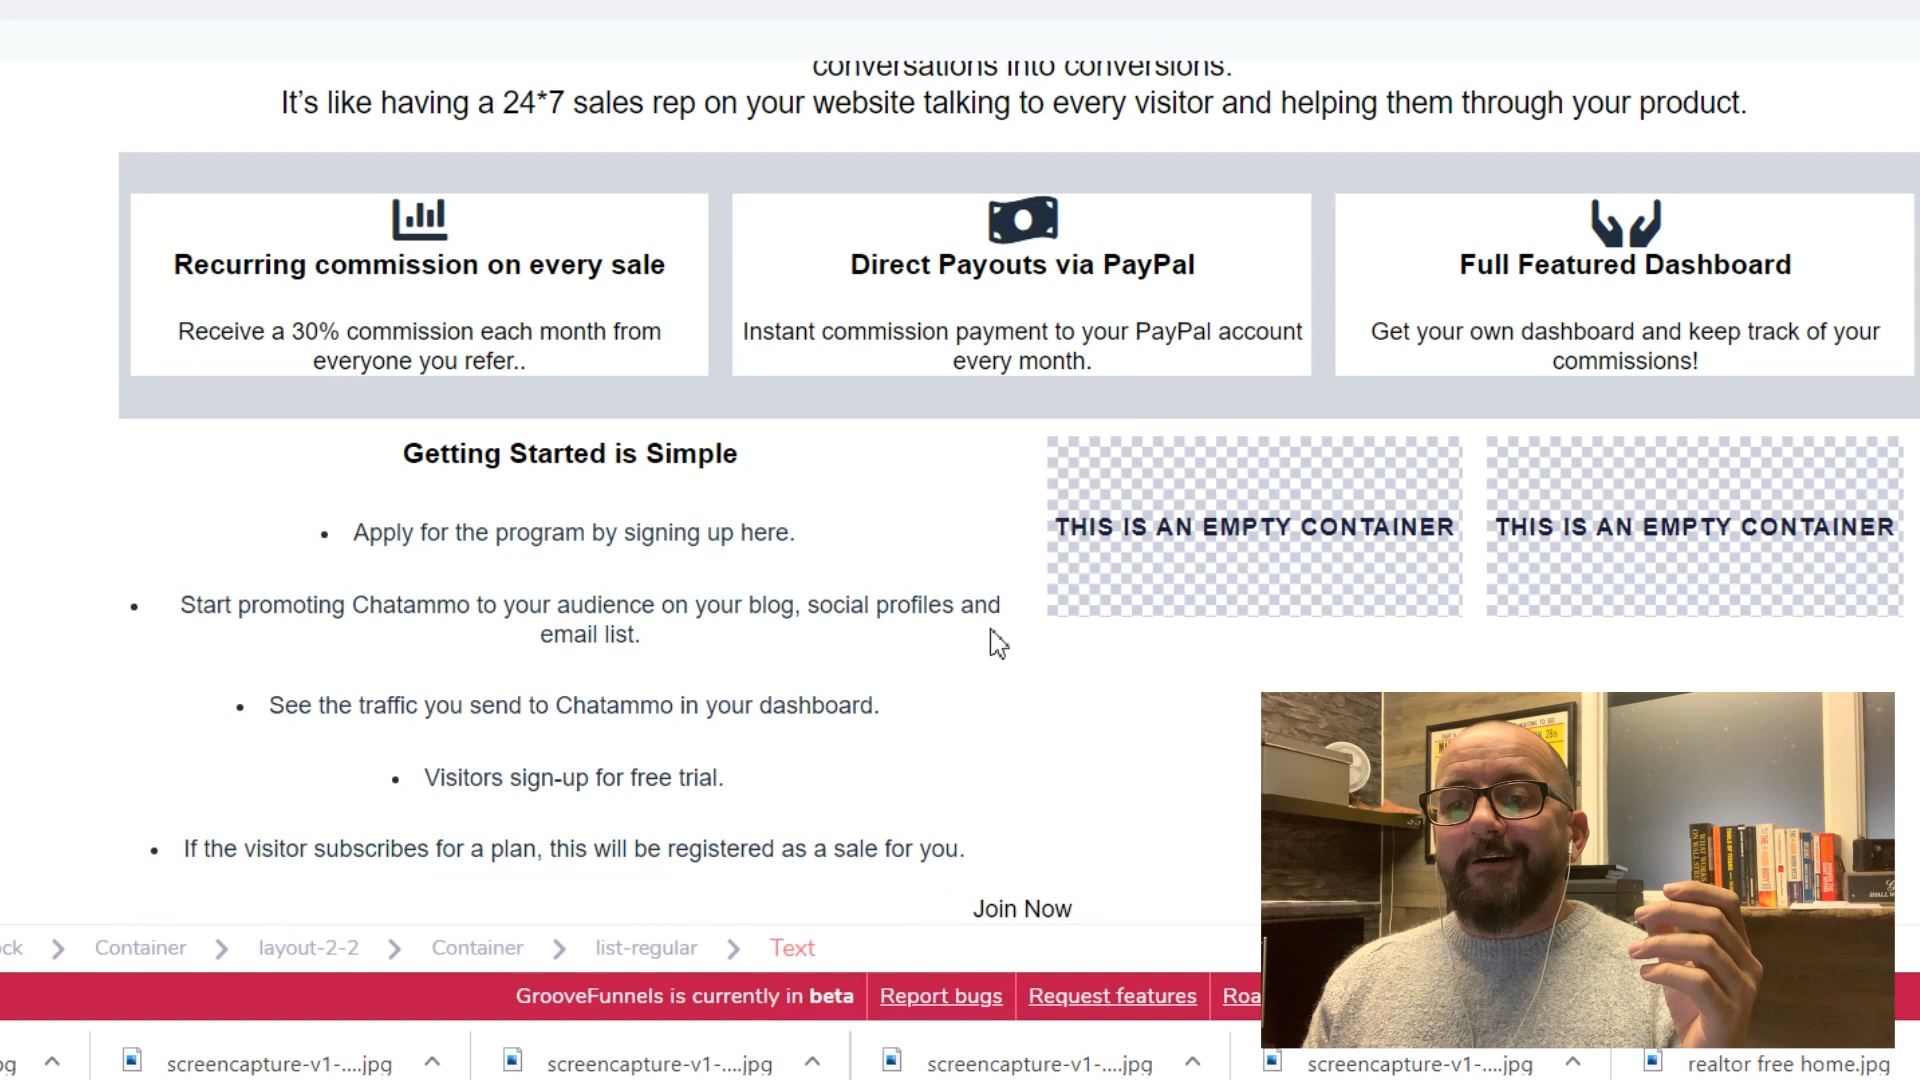 conversations into conversions.
It's like having a 24*7 sales rep on your website talking to every visitor and helping them through your product.
Recurring commission on every sale
Receive a 30% commission each month from
everyone you refer..
Direct Payouts via PayPal
Instant commission payment to your PayPal account
every month.
Full Featured Dashboard
Get your own dashboard and keep track of your
commissions!
Getting Started is Simple
• Apply for the program by signing up here.
• Start promoting Chatammo to your audience on your blog, social profiles and
email list.
• See the traffic you send to Chatammo in your dashboard.
• Visitors sign-up for free trial.
• If the visitor subscribes for a plan, this will be registered as a sale for you.
THIS IS AN EMPTY CONTAINER
THIS IS AN EMPTY CONTAINER
Join Now
Container > layout-2-2 > Container > list-regular > Text
GrooveFunnels is currently in beta Report bugs Request features
screencapture-v1-....jpg
screencapture-v1-....jpg
screencapture-v1-....jpg
screencapture-v1-....jpg
realtor free home.jpg